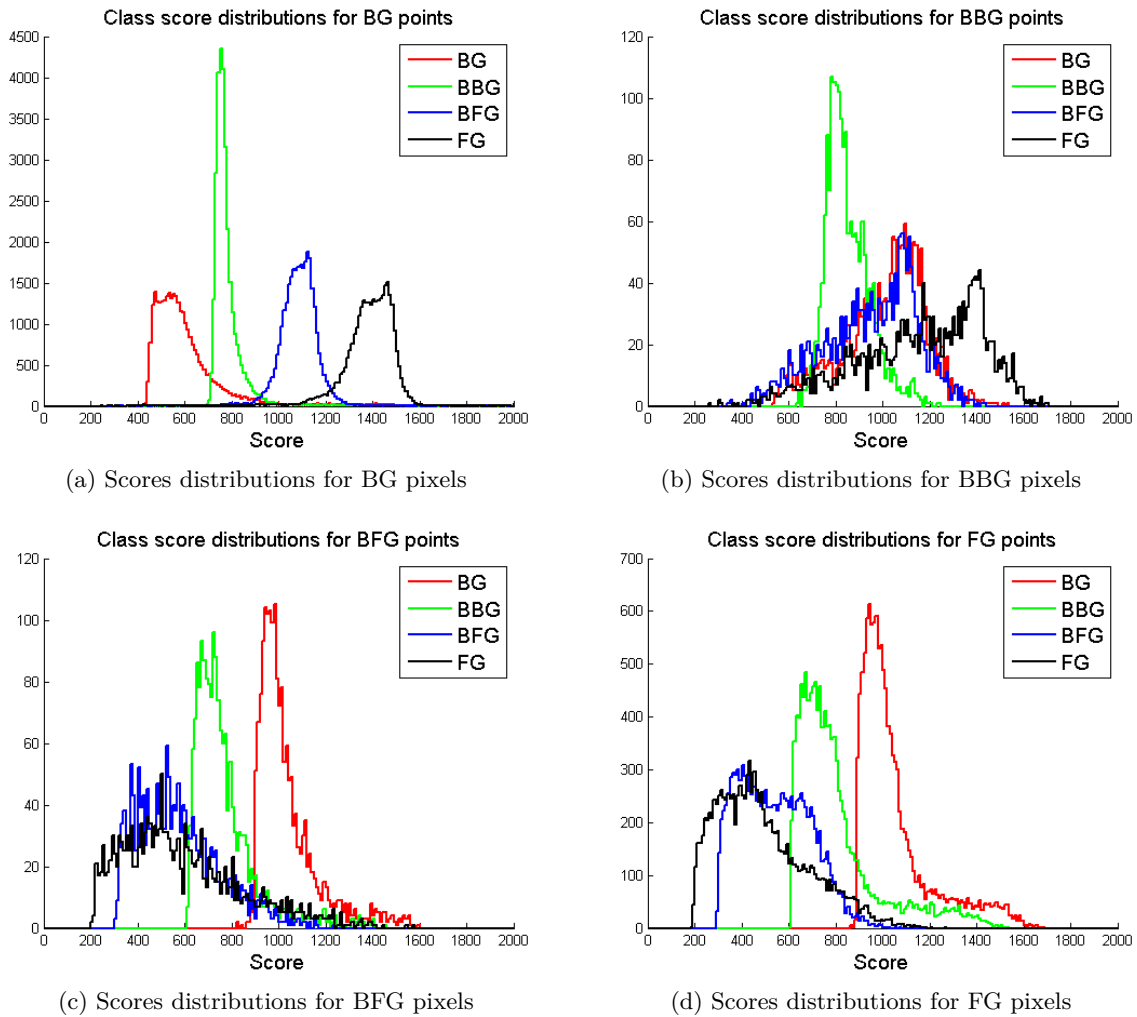 Class score distributions for BG points
4500
4000
3500
3000
2500
2000
1500
1000
500
0
0 200 400 600 800 1000 1200 1400 1600 1800 2000
Score
BG
BBG
BFG
FG
(a) Scores distributions for BG pixels
Class score distributions for BBG points
120
100
80
60
40
20
0
0 200 400 600 800 1000 1200 1400 1600 1800 2000
Score
BG
BBG
BFG
FG
(b) Scores distributions for BBG pixels
Class score distributions for BFG points
120
100
80
60
40
20
0
0 200 400 600 800 1000 1200 1400 1600 1800 2000
Score
BG
BBG
BFG
FG
(c) Scores distributions for BFG pixels
Class score distributions for FG points
700
600
500
400
300
200
100
0
0 200 400 600 800 1000 1200 1400 1600 1800 2000
Score
BG
BBG
BFG
FG
(d) Scores distributions for FG pixels